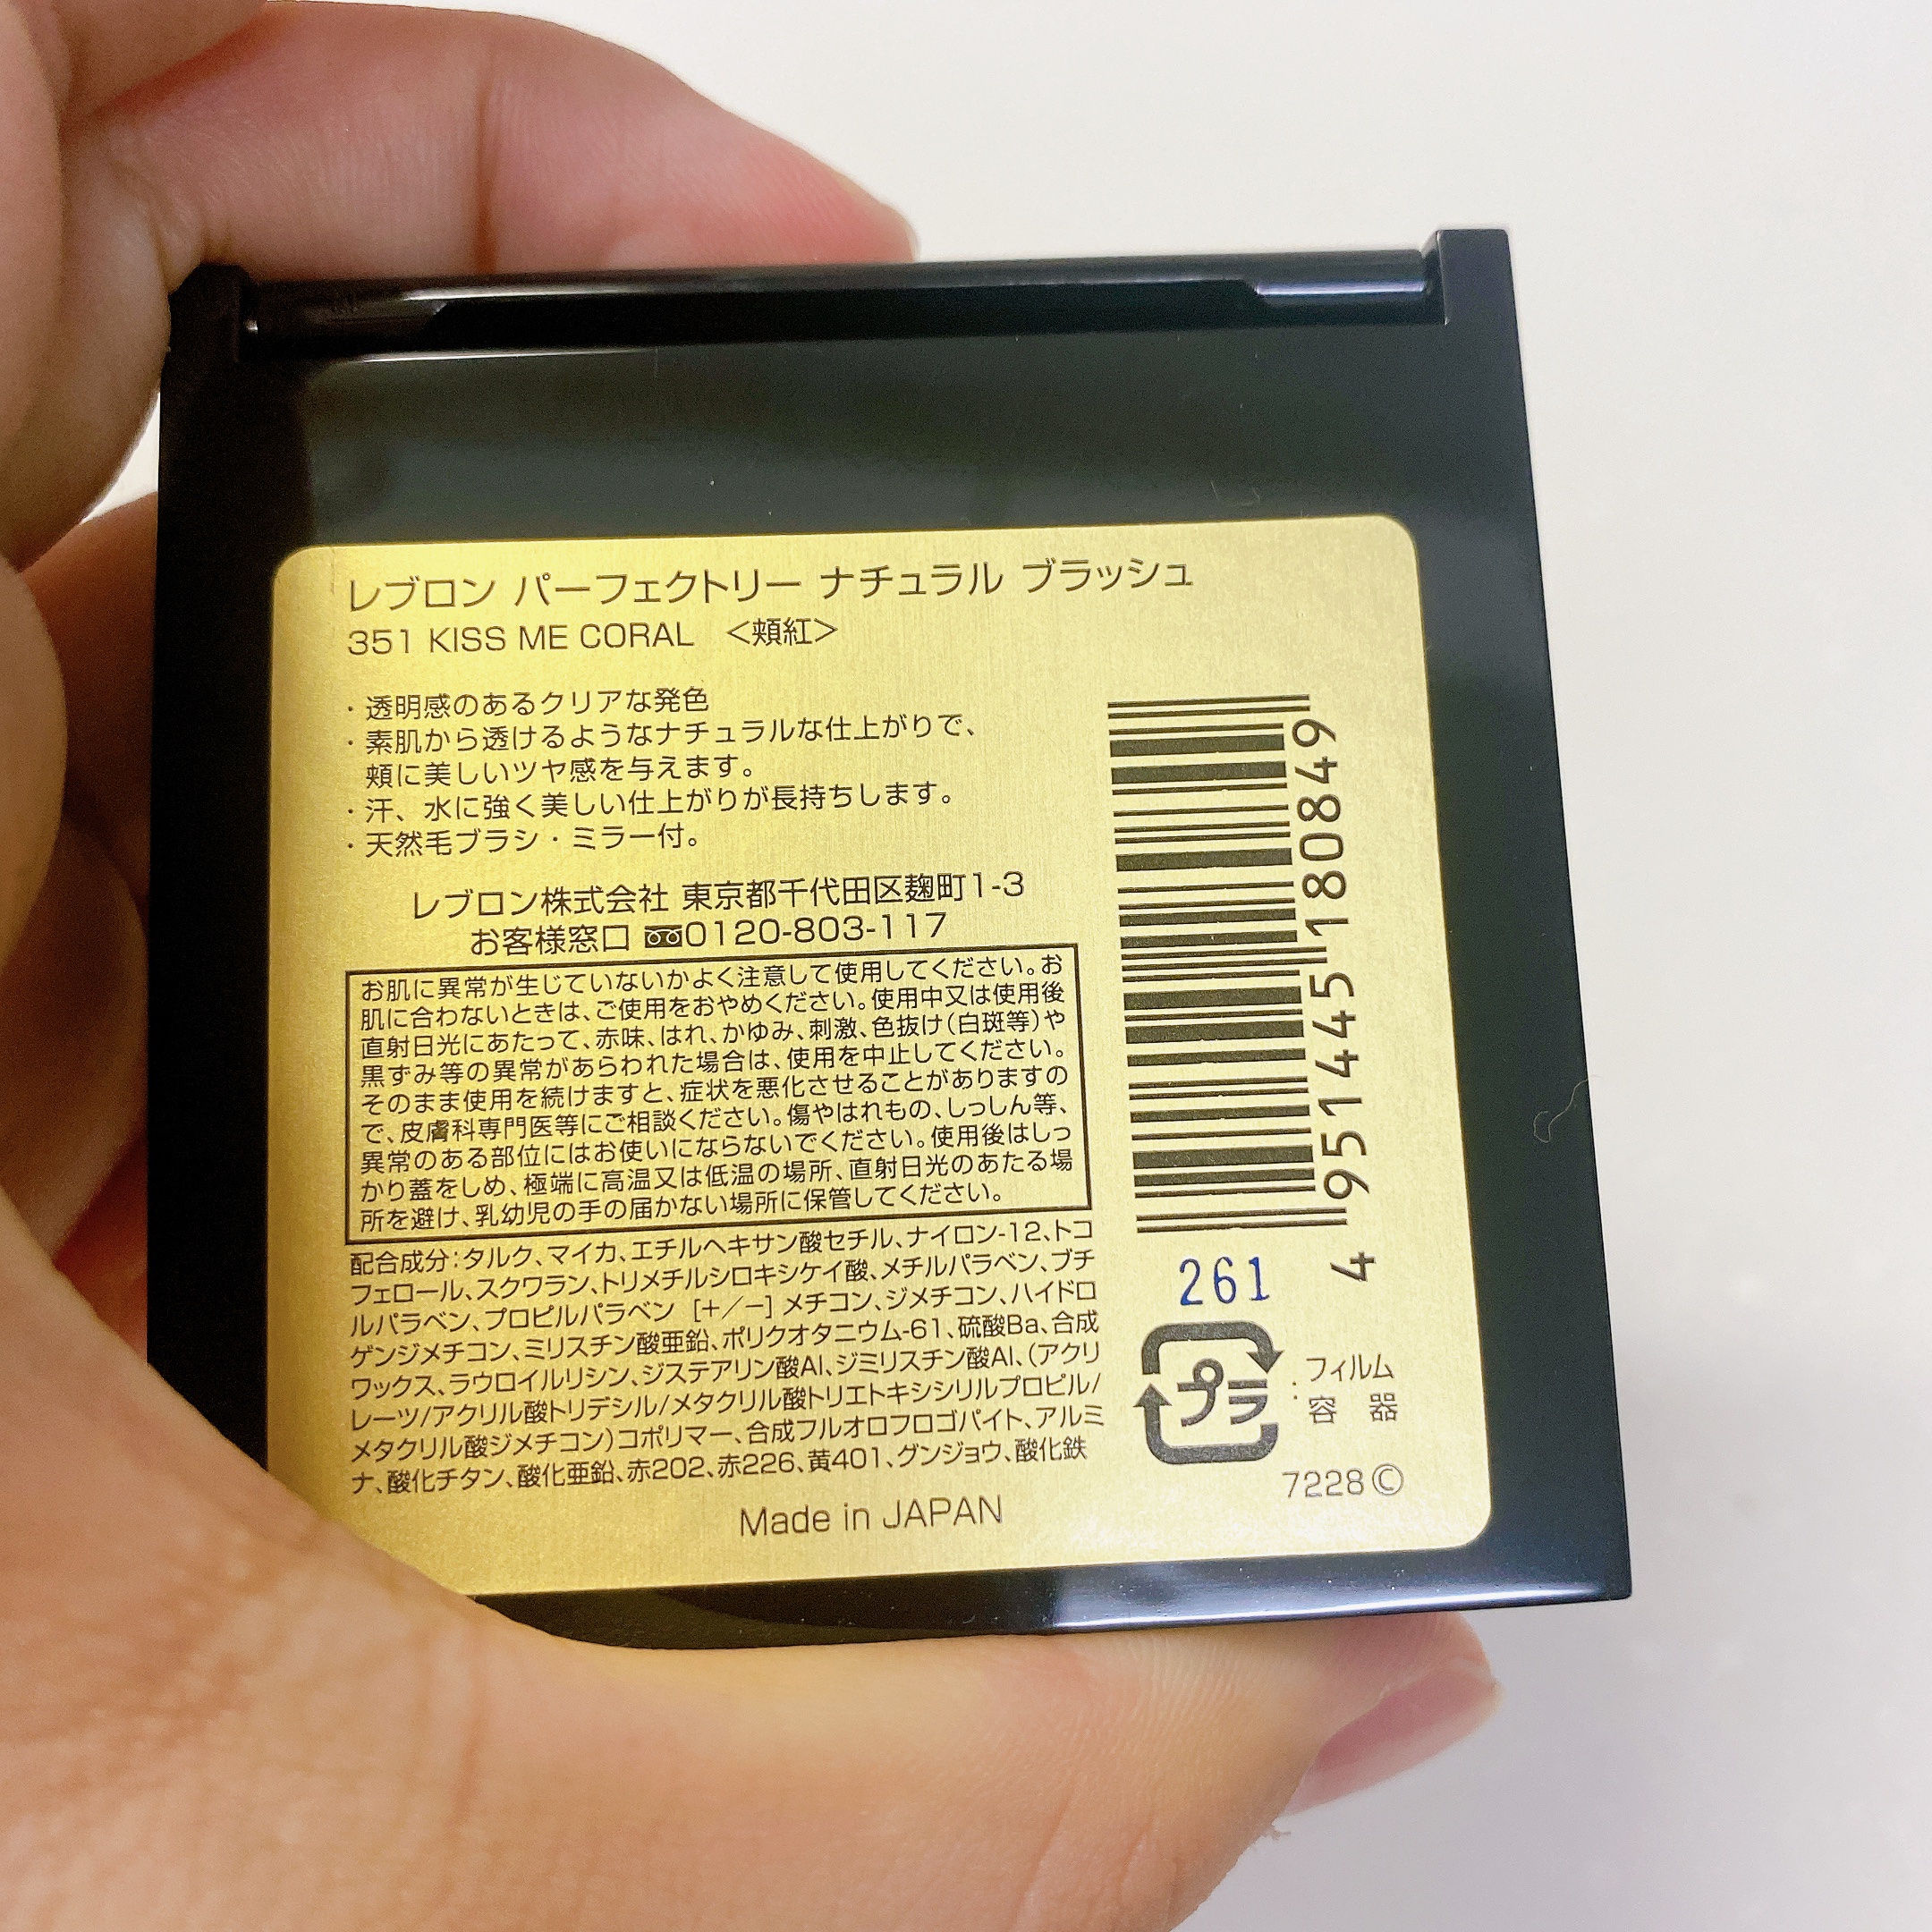 レブロン パーフェクトリー ナチュラル ブラッシュ
351 KISS ME CORAL <頬紅>
・透明感のあるクリアな発色
・素肌から透けるようなナチュラルな仕上がりで、
頬に美しいツヤ感を与えます。
・汗、水に強く美しい仕上がりが長持ちします。
・天然毛ブラシ・ミラー付。
レブロン株式会社 東京都千代田区麹町1-3
お客様窓口 0120-803-117
お肌に異常が生じていないかよく注意して使用してください。お
肌に合わないときは、ご使用をおやめください。使用中又は使用後
直射日光にあたって、赤味、はれ、かゆみ、刺激、色抜け(白斑等)や
黒ずみ等の異常があらわれた場合は、使用を中止してください。
そのまま使用を続けますと、症状を悪化させることがありますの
で、皮膚科専門医等にご相談ください。傷やはれもの、しっしん等、
異常のある部位にはお使いにならないでください。使用後はしっ
かり蓋をしめ、極端に高温又は低温の場所、直射日光のあたる場
所を避け、乳幼児の手の届かない場所に保管してください。
配合成分:タルク、マイカ、エチルヘキサン酸セチル、ナイロン-12、トコ
フェロール、スクワラン、トリメチルシロキシケイ酸、メチルパラベン、ブチ
ルパラベン、プロピルパラベン [+/−] メチコン、ジメチコン、ハイドロ
ゲンジメチコン、ミリスチン酸亜鉛、ポリクオタニウム-61、硫酸Ba、合成
ワックス、ラウロイルリシン、ジステアリン酸Al、ジミリスチン酸Al、(アクリ
レーツ/アクリル酸トリデシル/メタクリル酸トリエトキシシリルプロピル/
メタクリル酸ジメチコン)コポリマー、合成フルオロフロゴパイト、アルミ
ナ、酸化チタン、酸化亜鉛、赤202、赤226、黄401、グンジョウ、酸化鉄
Made in JAPAN
4951445180849
261
プラ
:フィルム
容器
7228©